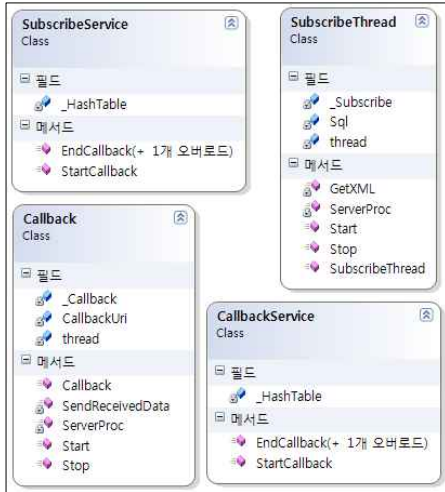 SubscribeService
Class
필드
_HashTable
메서드
EndCallback(+ 1개 오버로드)
StartCallback
SubscribeThread
Class
필드
_Subscribe
Sql
thread
메서드
GetXML
ServerProc
Start
Stop
SubscribeThread
Callback
Class
필드
_Callback
CallbackUri
thread
메서드
Callback
SendReceivedData
ServerProc
Start
Stop
CallbackService
Class
필드
_HashTable
메서드
EndCallback(+ 1개 오버로드)
StartCallback